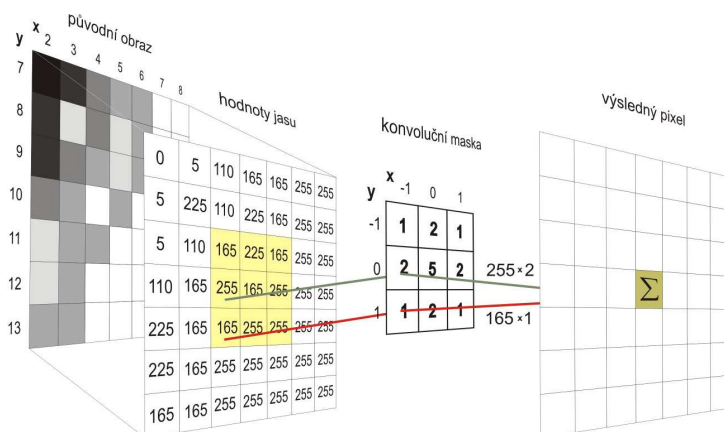 původní obraz
x
y
2 3 4 5 6 7 8
7
8
9
10
11
12
13
hodnoty jasu
0 5 110 165 165 255 255
5 225 110 225 165 255 255
5 110 165 225 165 255 255
110 165 255 165 255 255 255
225 165 165 255 255 255 255
225 165 255 255 255 255 255
165 165 255 255 255 255 255
konvoluční maska
x
y
-1 0 1
-1 1 2 1
0 2 5 2
1 1 2 1
255×2
165×1
výsledný pixel
Σ